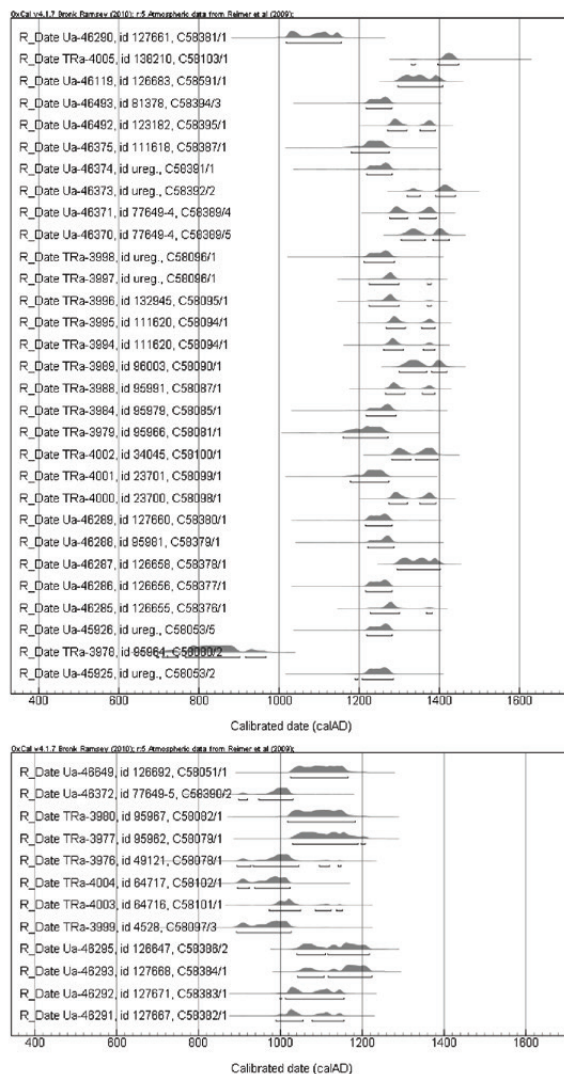 OxCal v4.1.7 Bronk Ramsey (2010); r:5 Atmospheric data from Reimer et al (2009);
R_Date Ua-46290, id 127661, C58381/1
R_Date TRa-4005, id 138210, C58103/1
R_Date Ua-46119, id 126683, C58591/1
R_Date Ua-46493, id 81378, C58394/3
R_Date Ua-46492, id 123182, C58395/1
R_Date Ua-46375, id 111618, C58387/1
R_Date Ua-46374, id ureg., C58391/1
R_Date Ua-46373, id ureg., C58392/2
R_Date Ua-46371, id 77649-4, C58389/4
R_Date Ua-46370, id 77649-4, C58389/5
R_Date TRa-3998, id ureg., C58096/1
R_Date TRa-3997, id ureg., C58096/1
R_Date TRa-3996, id 132945, C58095/1
R_Date TRa-3995, id 111620, C58094/1
R_Date TRa-3994, id 111620, C58094/1
R_Date TRa-3989, id 96003, C58090/1
R_Date TRa-3988, id 95991, C58087/1
R_Date TRa-3984, id 95979, C58085/1
R_Date TRa-3979, id 95966, C58081/1
R_Date TRa-4002, id 34045, C58100/1
R_Date TRa-4001, id 23701, C58099/1
R_Date TRa-4000, id 23700, C58098/1
R_Date Ua-46289, id 127660, C58380/1
R_Date Ua-46288, id 95981, C58379/1
R_Date Ua-46287, id 126658, C58378/1
R_Date Ua-46286, id 126656, C58377/1
R_Date Ua-46285, id 126655, C58376/1
R_Date Ua-45926, id ureg., C58053/5
R_Date TRa-3978, id 95964, C58080/2
R_Date Ua-45925, id ureg., C58053/2
400 600 800 1000 1200 1400 1600
Calibrated date (calAD)
OxCal v4.1.7 Bronk Ramsey (2010); r:5 Atmospheric data from Reimer et al (2009);
R_Date Ua-46649, id 126692, C58051/1
R_Date Ua-46372, id 77649-5, C58390/2
R_Date TRa-3980, id 95967, C58082/1
R_Date TRa-3977, id 95962, C58079/1
R_Date TRa-3976, id 49121, C58078/1
R_Date TRa-4004, id 64717, C58102/1
R_Date TRa-4003, id 64716, C58101/1
R_Date TRa-3999, id 4528, C58097/3
R_Date Ua-46295, id 126647, C58386/2
R_Date Ua-46293, id 127668, C58384/1
R_Date Ua-46292, id 127671, C58383/1
R_Date Ua-46291, id 127667, C58382/1
400 600 800 1000 1200 1400 1600
Calibrated date (calAD)